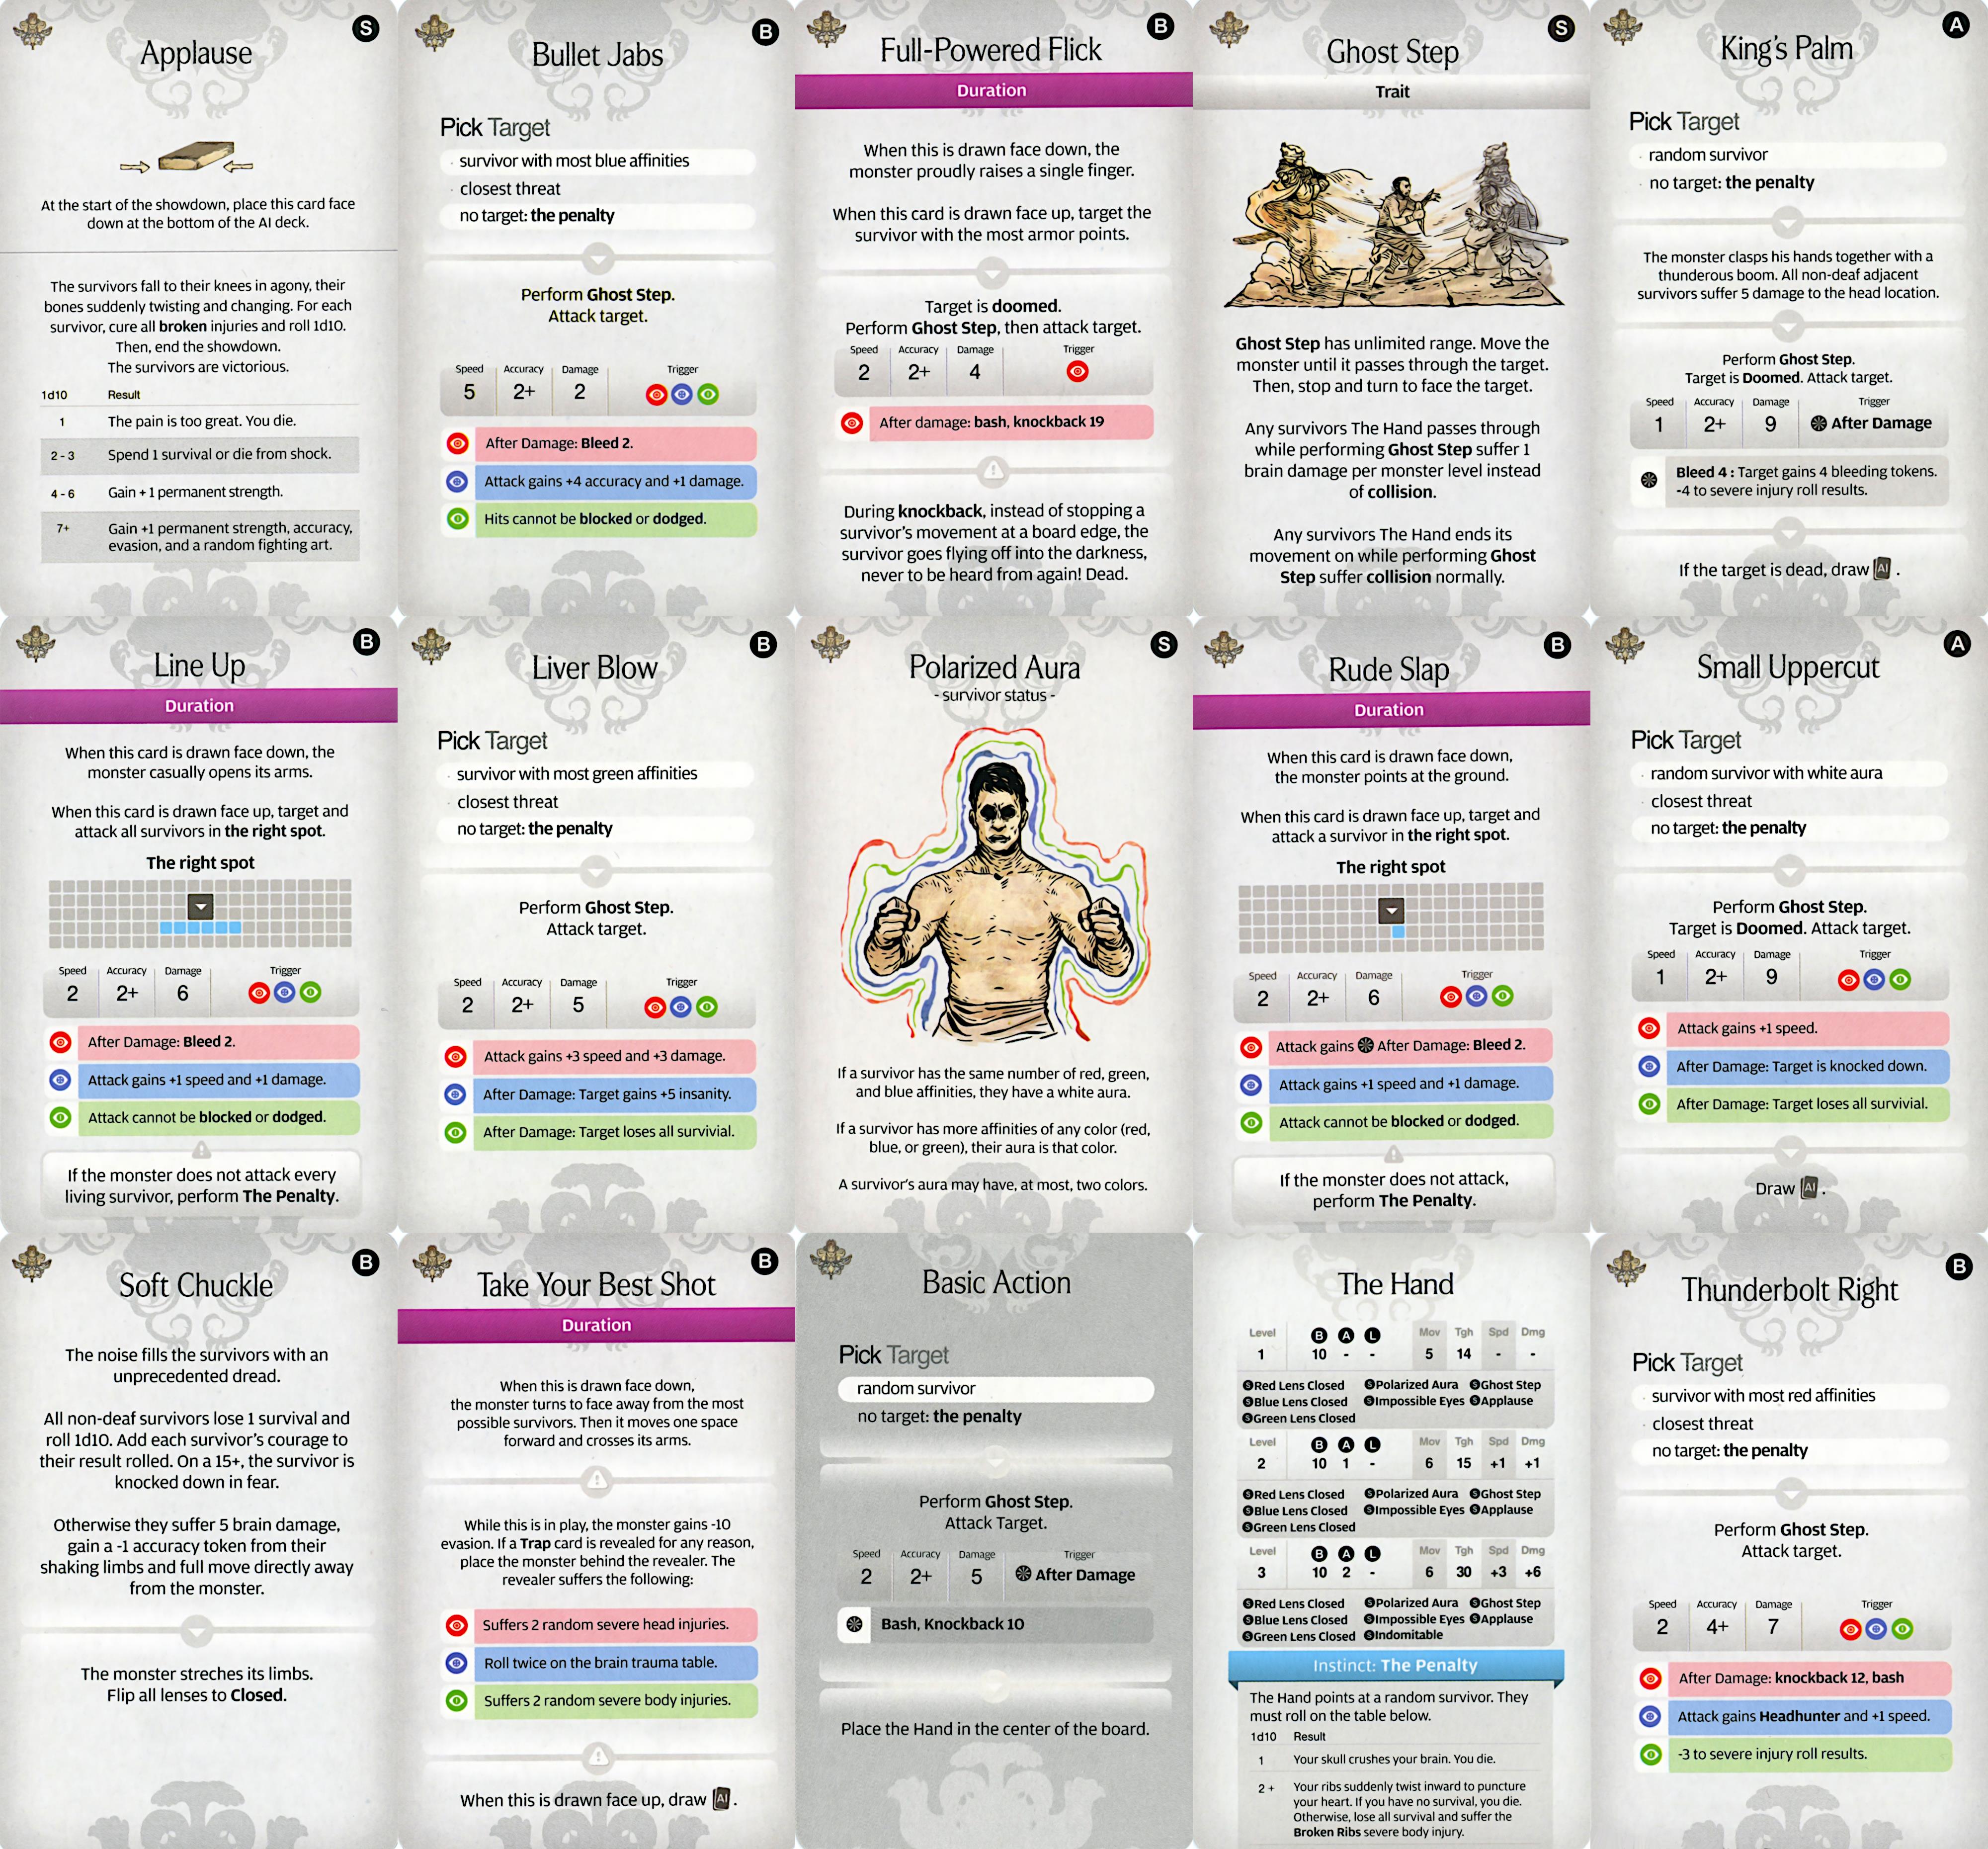 S
Applause
At the start of the showdown, place this card face
down at the bottom of the AI deck.
The survivors fall to their knees in agony, their
bones suddenly twisting and changing. For each
survivor, cure all broken injuries and roll 1d10.
Then, end the showdown.
The survivors are victorious.
1d10 Result
1 The pain is too great. You die.
2 - 3 Spend 1 survival or die from shock.
4 - 6 Gain + 1 permanent strength.
7+ Gain +1 permanent strength, accuracy,
evasion, and a random fighting art.
B
Bullet Jabs
Pick Target
· survivor with most blue affinities
· closest threat
no target: the penalty
Perform Ghost Step.
Attack target.
Speed Accuracy Damage Trigger
5 2+ 2
After Damage: Bleed 2.
Attack gains +4 accuracy and +1 damage.
Hits cannot be blocked or dodged.
B
Full-Powered Flick
Duration
When this is drawn face down, the
monster proudly raises a single finger.
When this card is drawn face up, target the
survivor with the most armor points.
Target is doomed.
Perform Ghost Step, then attack target.
Speed Accuracy Damage Trigger
2 2+ 4
After damage: bash, knockback 19
During knockback, instead of stopping a
survivor's movement at a board edge, the
survivor goes flying off into the darkness,
never to be heard from again! Dead.
S
Ghost Step
Trait
Ghost Step has unlimited range. Move the
monster until it passes through the target.
Then, stop and turn to face the target.
Any survivors The Hand passes through
while performing Ghost Step suffer 1
brain damage per monster level instead
of collision.
Any survivors The Hand ends its
movement on while performing Ghost
Step suffer collision normally.
A
King's Palm
Pick Target
· random survivor
· no target: the penalty
The monster clasps his hands together with a
thunderous boom. All non-deaf adjacent
survivors suffer 5 damage to the head location.
Perform Ghost Step.
Target is Doomed. Attack target.
Speed Accuracy Damage Trigger
1 2+ 9 After Damage
Bleed 4 : Target gains 4 bleeding tokens.
-4 to severe injury roll results.
If the target is dead, draw AI .
B
Line Up
Duration
When this card is drawn face down, the
monster casually opens its arms.
When this card is drawn face up, target and
attack all survivors in the right spot.
The right spot
Speed Accuracy Damage Trigger
2 2+ 6
After Damage: Bleed 2.
Attack gains +1 speed and +1 damage.
Attack cannot be blocked or dodged.
If the monster does not attack every
living survivor, perform The Penalty.
B
Liver Blow
Pick Target
· survivor with most green affinities
· closest threat
no target: the penalty
Perform Ghost Step.
Attack target.
Speed Accuracy Damage Trigger
2 2+ 5
Attack gains +3 speed and +3 damage.
After Damage: Target gains +5 insanity.
After Damage: Target loses all survivial.
S
Polarized Aura
- survivor status -
If a survivor has the same number of red, green,
and blue affinities, they have a white aura.
If a survivor has more affinities of any color (red,
blue, or green), their aura is that color.
A survivor's aura may have, at most, two colors.
B
Rude Slap
Duration
When this card is drawn face down,
the monster points at the ground.
When this card is drawn face up, target and
attack a survivor in the right spot.
The right spot
Speed Accuracy Damage Trigger
2 2+ 6
Attack gains After Damage: Bleed 2.
Attack gains +1 speed and +1 damage.
Attack cannot be blocked or dodged.
If the monster does not attack,
perform The Penalty.
A
Small Uppercut
Pick Target
· random survivor with white aura
· closest threat
no target: the penalty
Perform Ghost Step.
Target is Doomed. Attack target.
Speed Accuracy Damage Trigger
1 2+ 9
Attack gains +1 speed.
After Damage: Target is knocked down.
After Damage: Target loses all survivial.
Draw AI .
B
Soft Chuckle
The noise fills the survivors with an
unprecedented dread.
All non-deaf survivors lose 1 survival and
roll 1d10. Add each survivor's courage to
their result rolled. On a 15+, the survivor is
knocked down in fear.
Otherwise they suffer 5 brain damage,
gain a -1 accuracy token from their
shaking limbs and full move directly away
from the monster.
The monster streches its limbs.
Flip all lenses to Closed.
B
Take Your Best Shot
Duration
When this is drawn face down,
the monster turns to face away from the most
possible survivors. Then it moves one space
forward and crosses its arms.
While this is in play, the monster gains -10
evasion. If a Trap card is revealed for any reason,
place the monster behind the revealer. The
revealer suffers the following:
Suffers 2 random severe head injuries.
Roll twice on the brain trauma table.
Suffers 2 random severe body injuries.
When this is drawn face up, draw AI .
Basic Action
Pick Target
random survivor
no target: the penalty
Perform Ghost Step.
Attack Target.
Speed Accuracy Damage Trigger
2 2+ 5 After Damage
Bash, Knockback 10
Place the Hand in the center of the board.
The Hand
Level B A L Mov Tgh Spd Dmg
1 10 - - 5 14 - -
S Red Lens Closed S Polarized Aura S Ghost Step
S Blue Lens Closed S Impossible Eyes S Applause
S Green Lens Closed
Level B A L Mov Tgh Spd Dmg
2 10 1 - 6 15 +1 +1
S Red Lens Closed S Polarized Aura S Ghost Step
S Blue Lens Closed S Impossible Eyes S Applause
S Green Lens Closed
Level B A L Mov Tgh Spd Dmg
3 10 2 - 6 30 +3 +6
S Red Lens Closed S Polarized Aura S Ghost Step
S Blue Lens Closed S Impossible Eyes S Applause
S Green Lens Closed S Indomitable
Instinct: The Penalty
The Hand points at a random survivor. They
must roll on the table below.
1d10 Result
1 Your skull crushes your brain. You die.
2 + Your ribs suddenly twist inward to puncture
your heart. If you have no survival, you die.
Otherwise, lose all survival and suffer the
Broken Ribs severe body injury.
B
Thunderbolt Right
Pick Target
· survivor with most red affinities
· closest threat
no target: the penalty
Perform Ghost Step.
Attack target.
Speed Accuracy Damage Trigger
2 4+ 7
After Damage: knockback 12, bash
Attack gains Headhunter and +1 speed.
-3 to severe injury roll results.